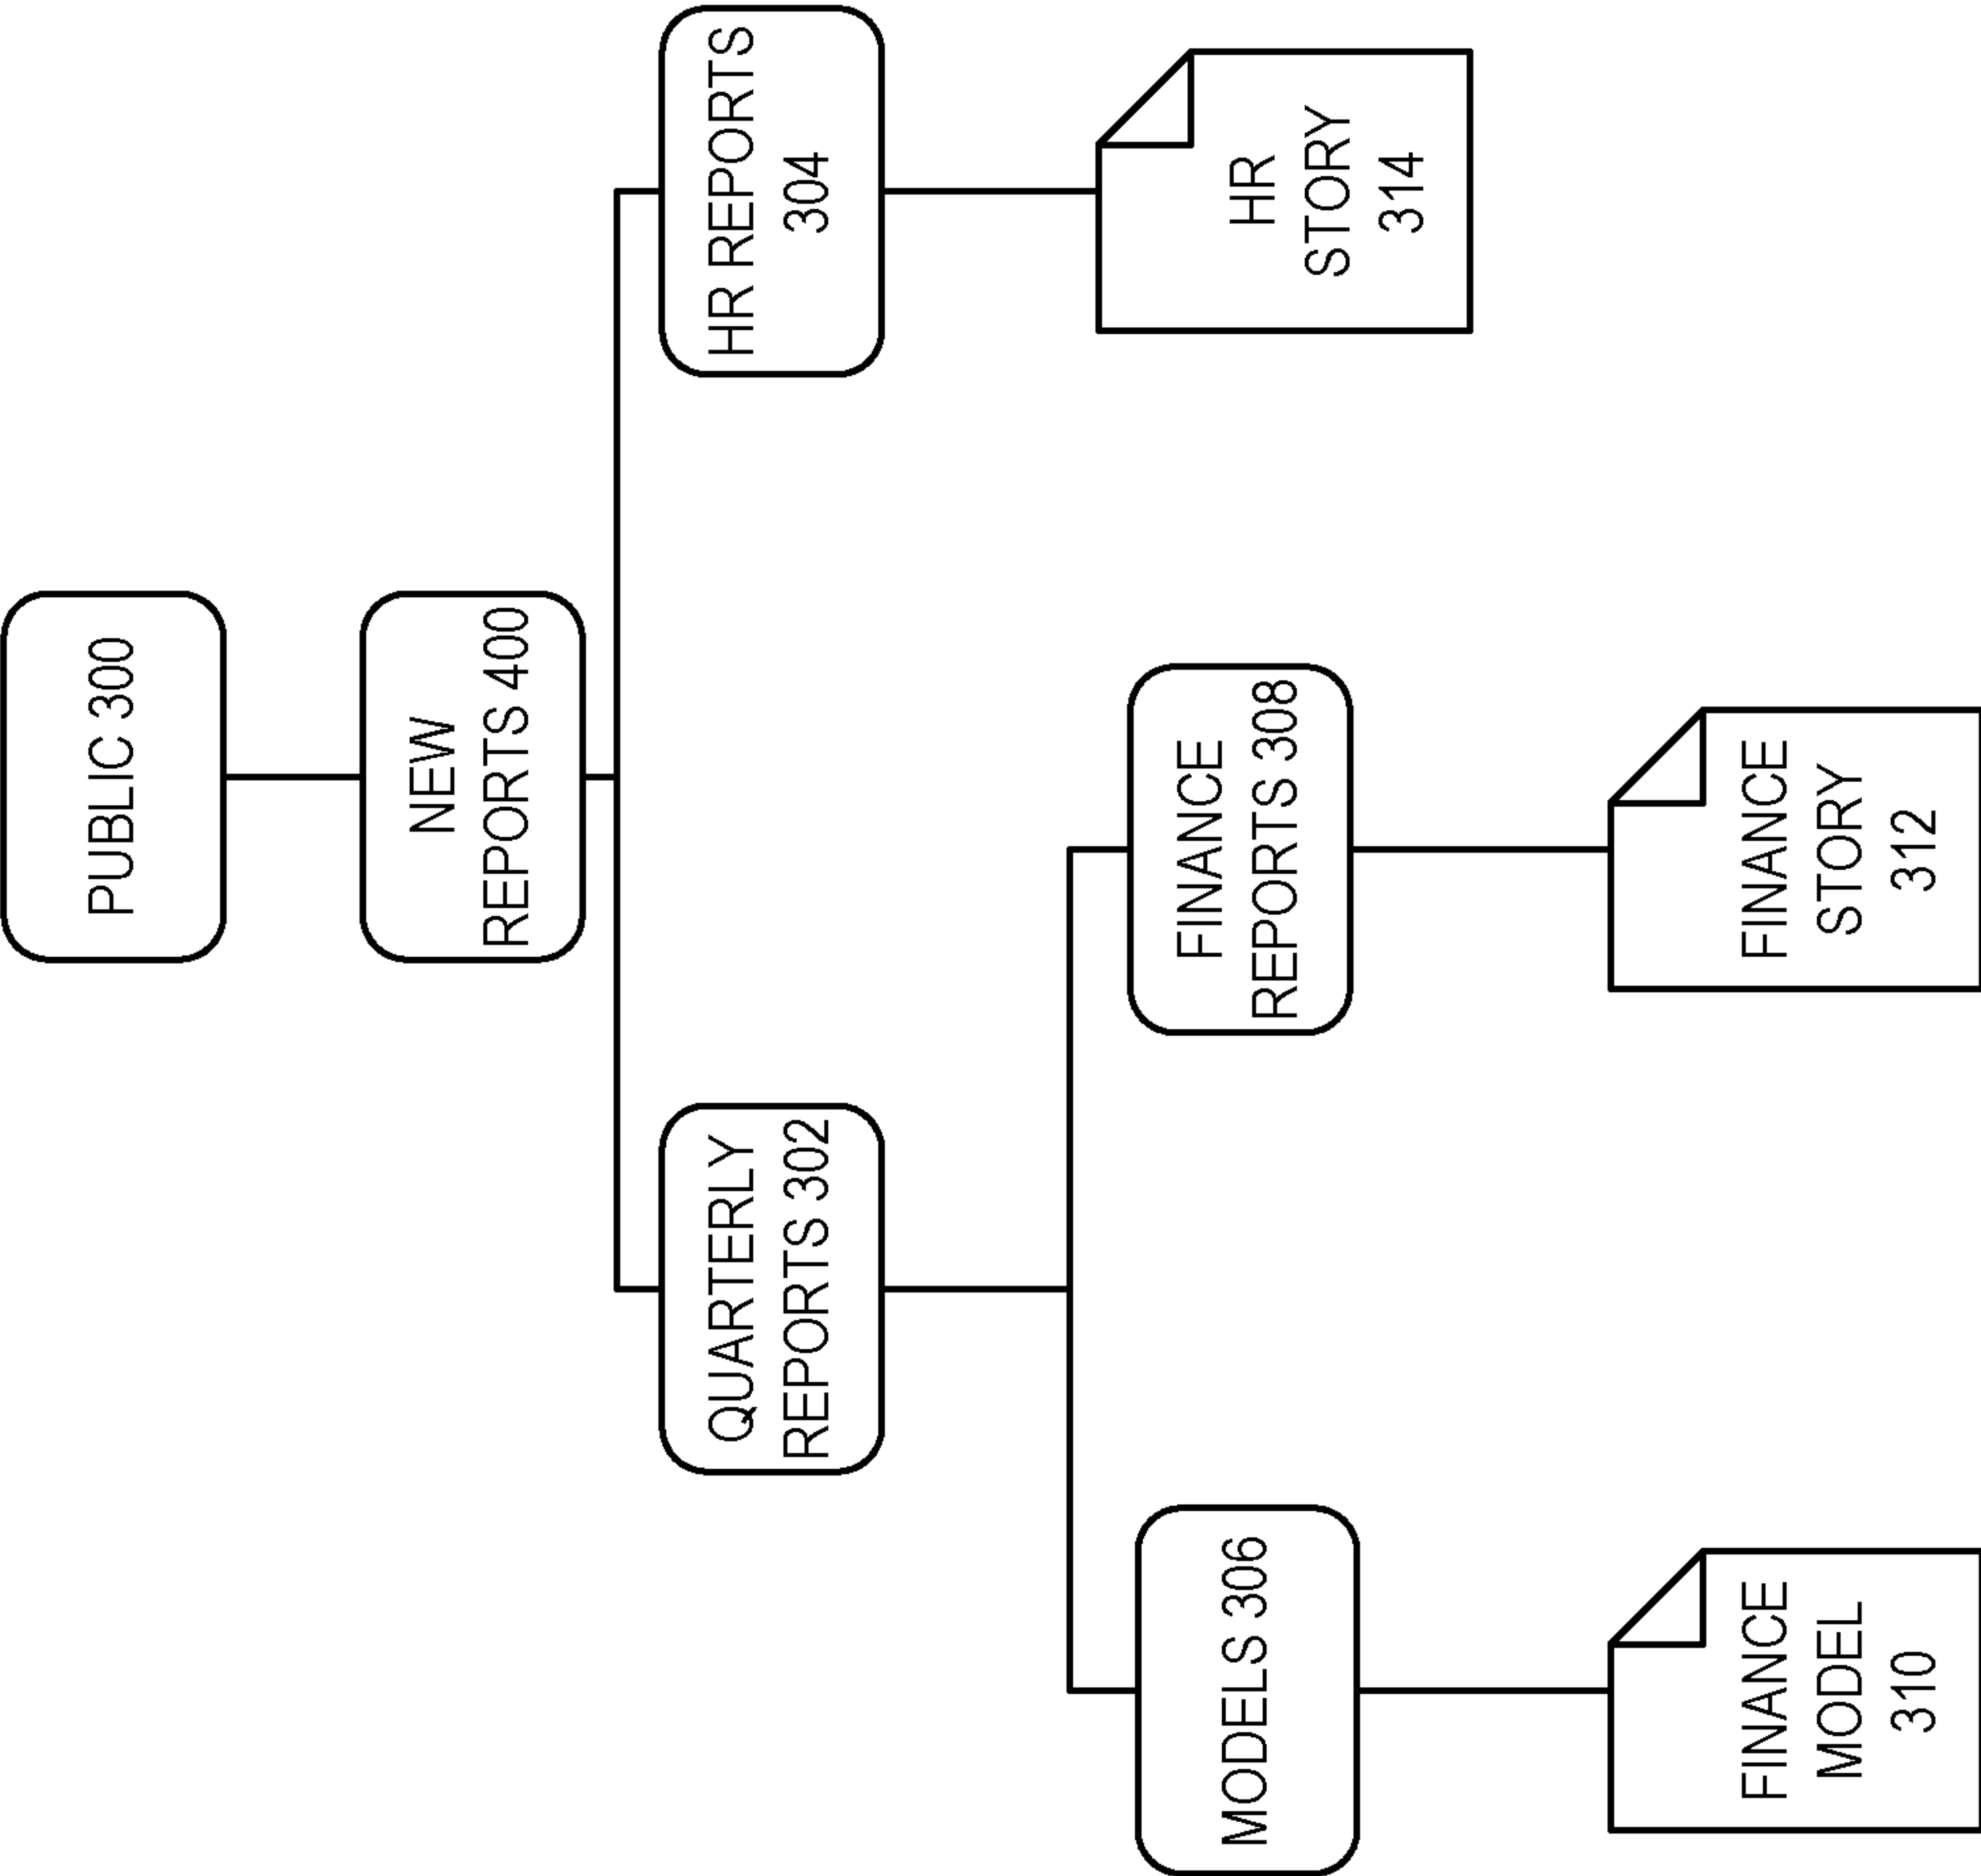 PUBLIC 300
NEW
REPORTS 400
QUARTERLY
REPORTS 302
HR REPORTS
304
MODELS 306
FINANCE
REPORTS 308
HR
STORY
314
FINANCE
MODEL
310
FINANCE
STORY
312